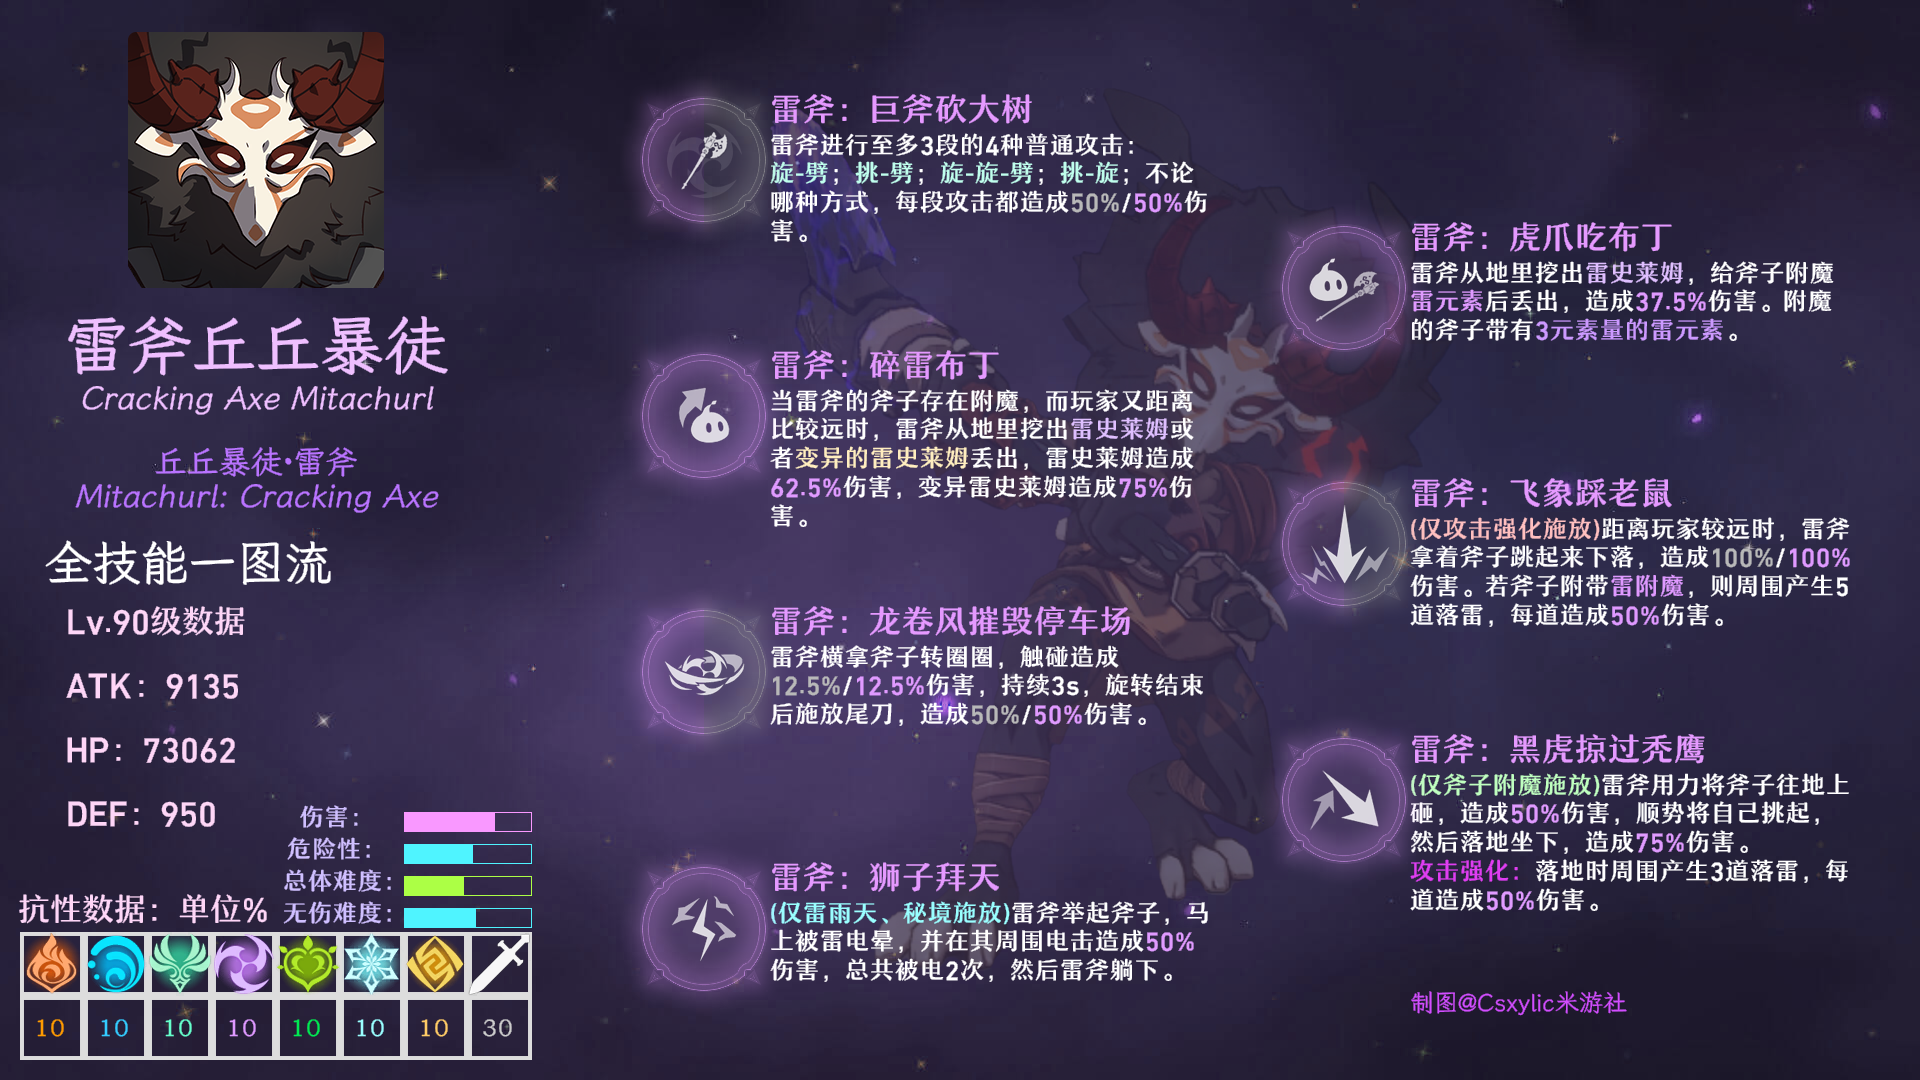 雷斧丘丘暴徒
Cracking Axe Mitachurl
丘丘暴徒·雷斧
Mitachurl: Cracking Axe
全技能一图流
Lv.90级数据
ATK：9135
HP：73062
DEF：950
伤害：
危险性：
总体难度：
无伤难度：
抗性数据：单位%
10 10 10 10 10 10 10 30
雷斧：巨斧砍大树
雷斧进行至多3段的4种普通攻击：
旋-劈；挑-劈；旋-旋-劈；挑-旋；不论
哪种方式，每段攻击都造成50%/50%伤
害。
雷斧：碎雷布丁
当雷斧的斧子存在附魔，而玩家又距离
比较远时，雷斧从地里挖出雷史莱姆或
者变异的雷史莱姆丢出，雷史莱姆造成
62.5%伤害，变异雷史莱姆造成75%伤
害。
雷斧：龙卷风摧毁停车场
雷斧横拿斧子转圈圈，触碰造成
12.5%/12.5%伤害，持续3s，旋转结束
后施放尾刀，造成50%/50%伤害。
雷斧：狮子拜天
(仅雷雨天、秘境施放)雷斧举起斧子，马
上被雷电晕，并在其周围电击造成50%
伤害，总共被电2次，然后雷斧躺下。
雷斧：虎爪吃布丁
雷斧从地里挖出雷史莱姆，给斧子附魔
雷元素后丢出，造成37.5%伤害。附魔
的斧子带有3元素量的雷元素。
雷斧：飞象踩老鼠
(仅攻击强化施放)距离玩家较远时，雷斧
拿着斧子跳起来下落，造成100%/100%
伤害。若斧子附带雷附魔，则周围产生5
道落雷，每道造成50%伤害。
雷斧：黑虎掠过秃鹰
(仅斧子附魔施放)雷斧用力将斧子往地上
砸，造成50%伤害，顺势将自己挑起，
然后落地坐下，造成75%伤害。
攻击强化：落地时周围产生3道落雷，每
道造成50%伤害。
制图@Csxylic米游社